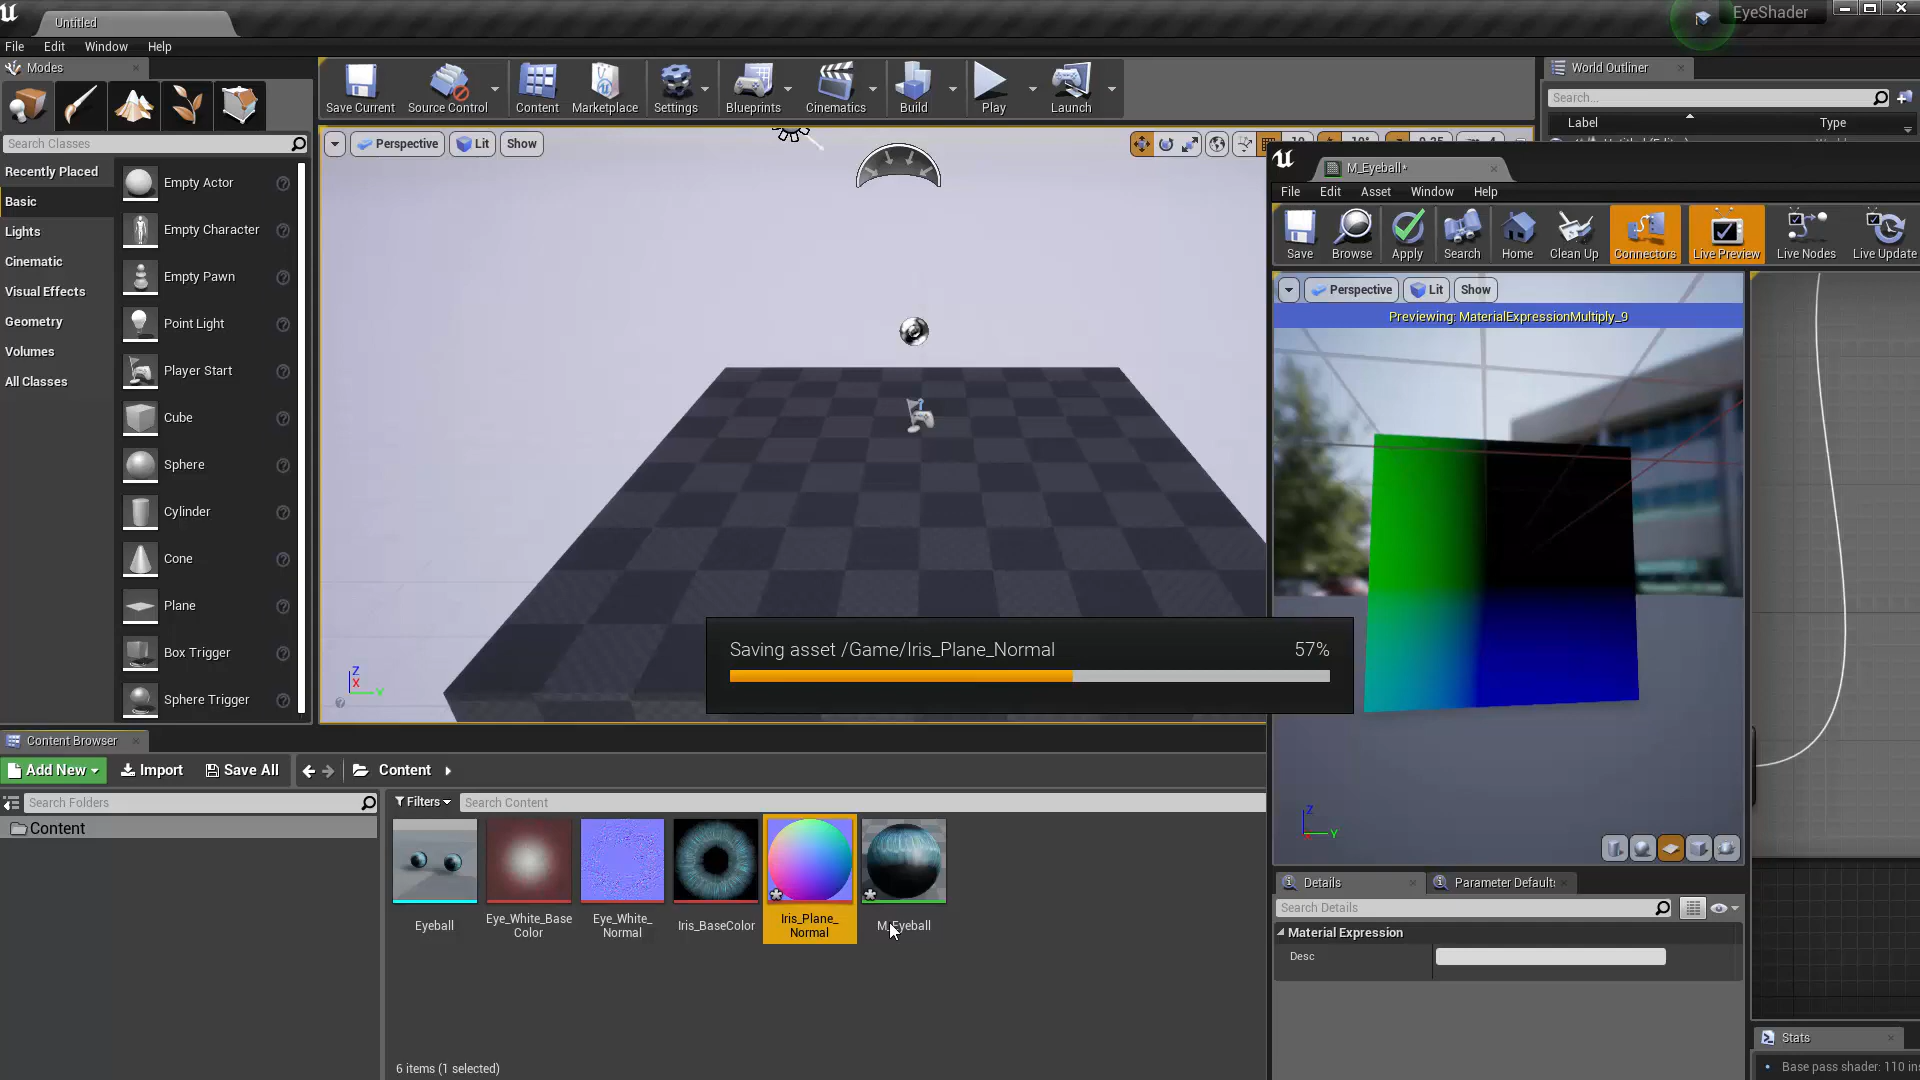 Untitled
EyeShader
File Edit Window Help
Modes
World Outliner
Save Current
Source Control
Content
Marketplace
Settings
Blueprints
Cinematics
Build
Play
Launch
Search...
Label
Type
Search Classes
Perspective
Lit
Show
Recently Placed
Basic
Lights
Cinematic
Visual Effects
Geometry
Volumes
All Classes
Empty Actor
Empty Character
Empty Pawn
Point Light
Player Start
Cube
Sphere
Cylinder
Cone
Plane
Box Trigger
Sphere Trigger
M_Eyeball*
File Edit Asset Window Help
Save
Browse
Apply
Search
Home
Clean Up
Connectors
Live Preview
Live Nodes
Live Update
Perspective
Lit
Show
Previewing: MaterialExpressionMultiply_9
Saving asset /Game/Iris_Plane_Normal
57%
Z
X
Y
Z
Y
Content Browser
Add New
Import
Save All
Content
Search Folders
Filters
Search Content
Content
Eyeball
Eye_White_Base
Color
Eye_White_
Normal
Iris_BaseColor
Iris_Plane_
Normal
M_Eyeball
6 items (1 selected)
Details
Parameter Defaults
Search Details
Material Expression
Desc
Stats
Base pass shader: 110 ins